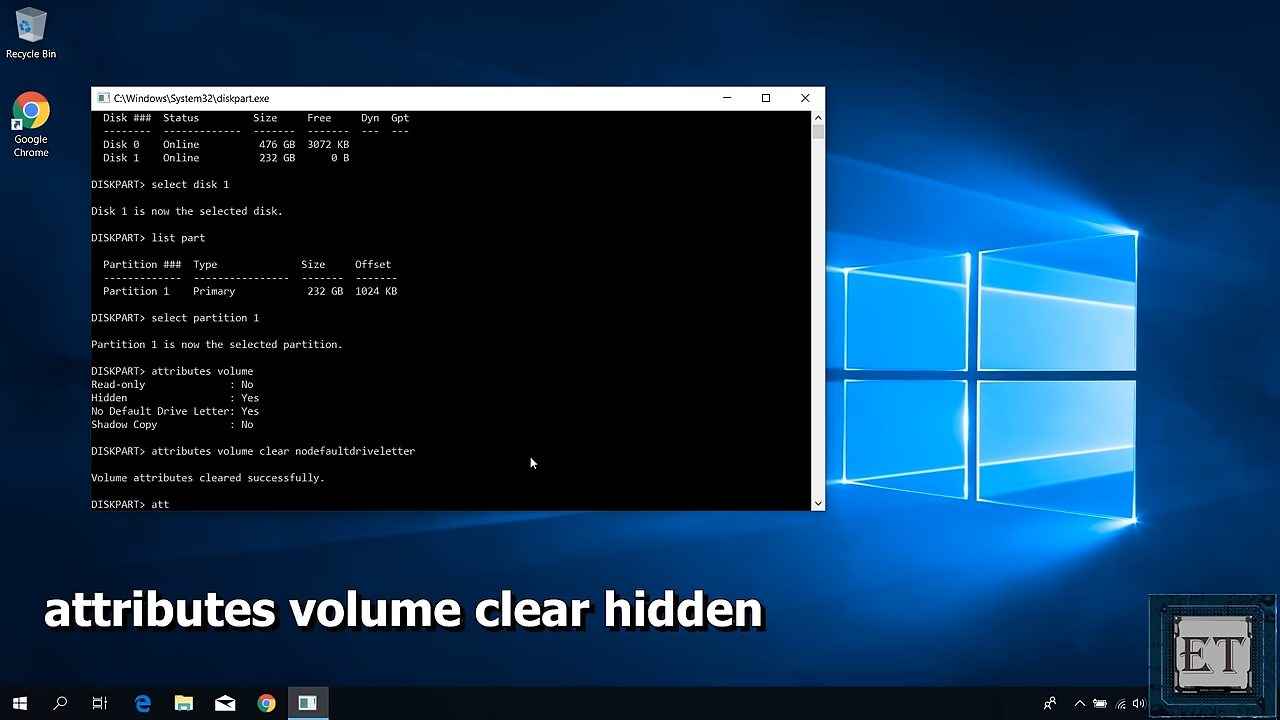 Recycle Bin
Google
Chrome
C:\Windows\System32\diskpart.exe
Disk ### Status Size Free Dyn Gpt
-------- ------------- ------- ------- --- ---
Disk 0 Online 476 GB 3072 KB
Disk 1 Online 232 GB 0 B
DISKPART> select disk 1
Disk 1 is now the selected disk.
DISKPART> list part
Partition ### Type Size Offset
------------- ---------------- ------- -------
Partition 1 Primary 232 GB 1024 KB
DISKPART> select partition 1
Partition 1 is now the selected partition.
DISKPART> attributes volume
Read-only : No
Hidden : Yes
No Default Drive Letter: Yes
Shadow Copy : No
DISKPART> attributes volume clear nodefaultdriveletter
Volume attributes cleared successfully.
DISKPART> att
attributes volume clear hidden
ET